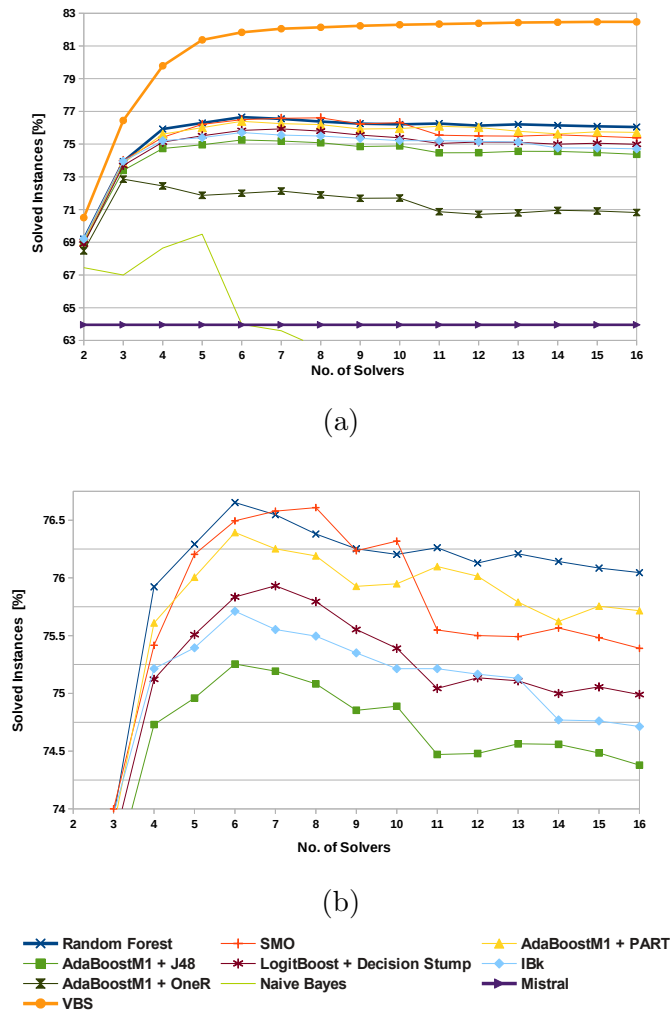 83
81
79
77
75
73
71
69
67
65
63
Solved Instances [%]
2 3 4 5 6 7 8 9 10 11 12 13 14 15 16
No. of Solvers
(a)
76.5
76
75.5
75
74.5
74
Solved Instances [%]
2 3 4 5 6 7 8 9 10 11 12 13 14 15 16
No. of Solvers
(b)
Random Forest SMO AdaBoostM1 + PART
AdaBoostM1 + J48 LogitBoost + Decision Stump IBk
AdaBoostM1 + OneR Naive Bayes Mistral
VBS